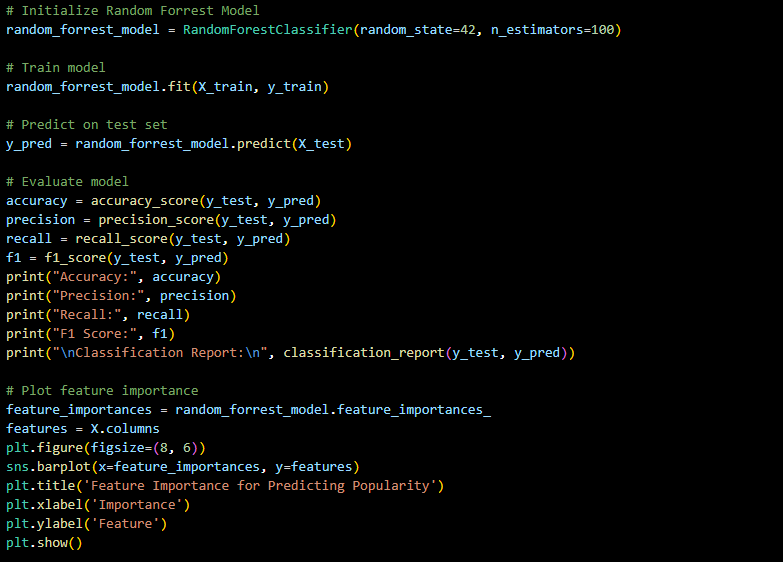 # Initialize Random Forrest Model
random_forrest_model = RandomForestClassifier(random_state=42, n_estimators=100)
# Train model
random_forrest_model.fit(X_train, y_train)
# Predict on test set
y_pred = random_forrest_model.predict(X_test)
# Evaluate model
accuracy = accuracy_score(y_test, y_pred)
precision = precision_score(y_test, y_pred)
recall = recall_score(y_test, y_pred)
f1 = f1_score(y_test, y_pred)
print("Accuracy:", accuracy)
print("Precision:", precision)
print("Recall:", recall)
print("F1 Score:", f1)
print("\nClassification Report:\n", classification_report(y_test, y_pred))
# Plot feature importance
feature_importances = random_forrest_model.feature_importances_
features = X.columns
plt.figure(figsize=(8, 6))
sns.barplot(x=feature_importances, y=features)
plt.title('Feature Importance for Predicting Popularity')
plt.xlabel('Importance')
plt.ylabel('Feature')
plt.show()